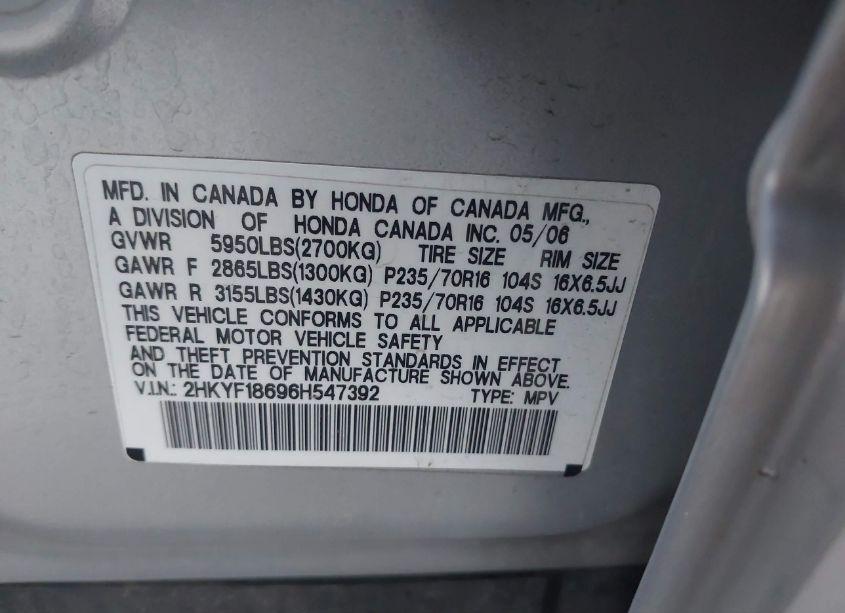 MFD. IN CANADA BY HONDA OF CANADA MFG.,
A DIVISION OF HONDA CANADA INC. 05/06
GVWR 5950LBS(2700KG) TIRE SIZE RIM SIZE
GAWR F 2865LBS(1300KG) P235/70R16 104S 16X6.5JJ
GAWR R 3155LBS(1430KG) P235/70R16 104S 16X6.5JJ
THIS VEHICLE CONFORMS TO ALL APPLICABLE
FEDERAL MOTOR VEHICLE SAFETY
AND THEFT PREVENTION STANDARDS IN EFFECT
ON THE DATE OF MANUFACTURE SHOWN ABOVE.
V.I.N.: 2HKYF18696H547392 TYPE: MPV